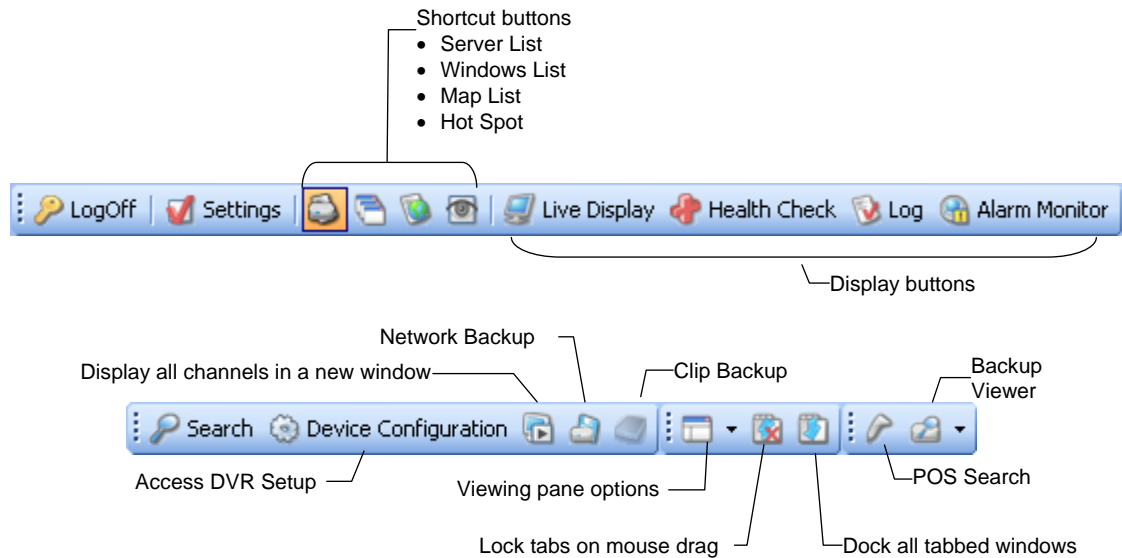 Shortcut buttons
• Server List
• Windows List
• Map List
• Hot Spot
LogOff Settings Live Display Health Check Log Alarm Monitor
Display buttons
Network Backup
Display all channels in a new window
Clip Backup
Backup
Viewer
Search Device Configuration
Access DVR Setup
Viewing pane options
POS Search
Lock tabs on mouse drag
Dock all tabbed windows